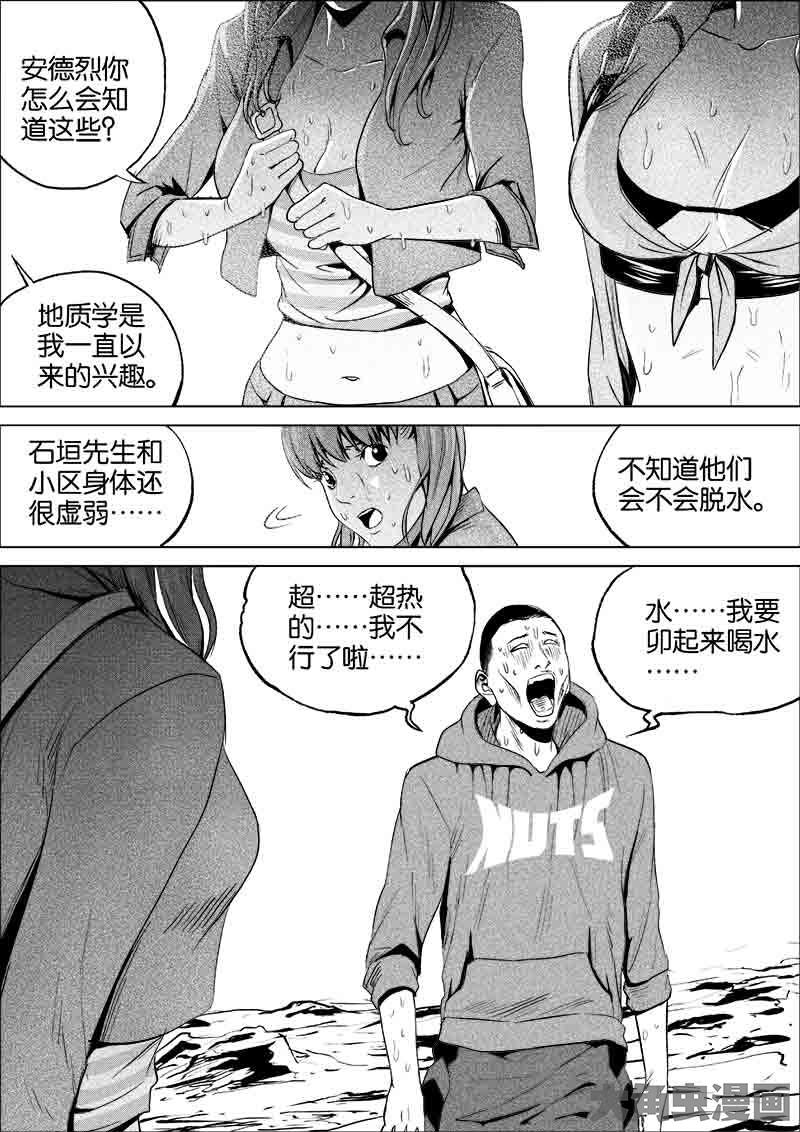 安德烈你
怎么会知
道这些？
地质学是
我一直以
来的兴趣。
石垣先生和
小区身体还
很虚弱……
不知道他们
会不会脱水。
超……超热
的……我不
行了啦……
水……我要
卯起来喝水
……
NUTS
大角虫漫画